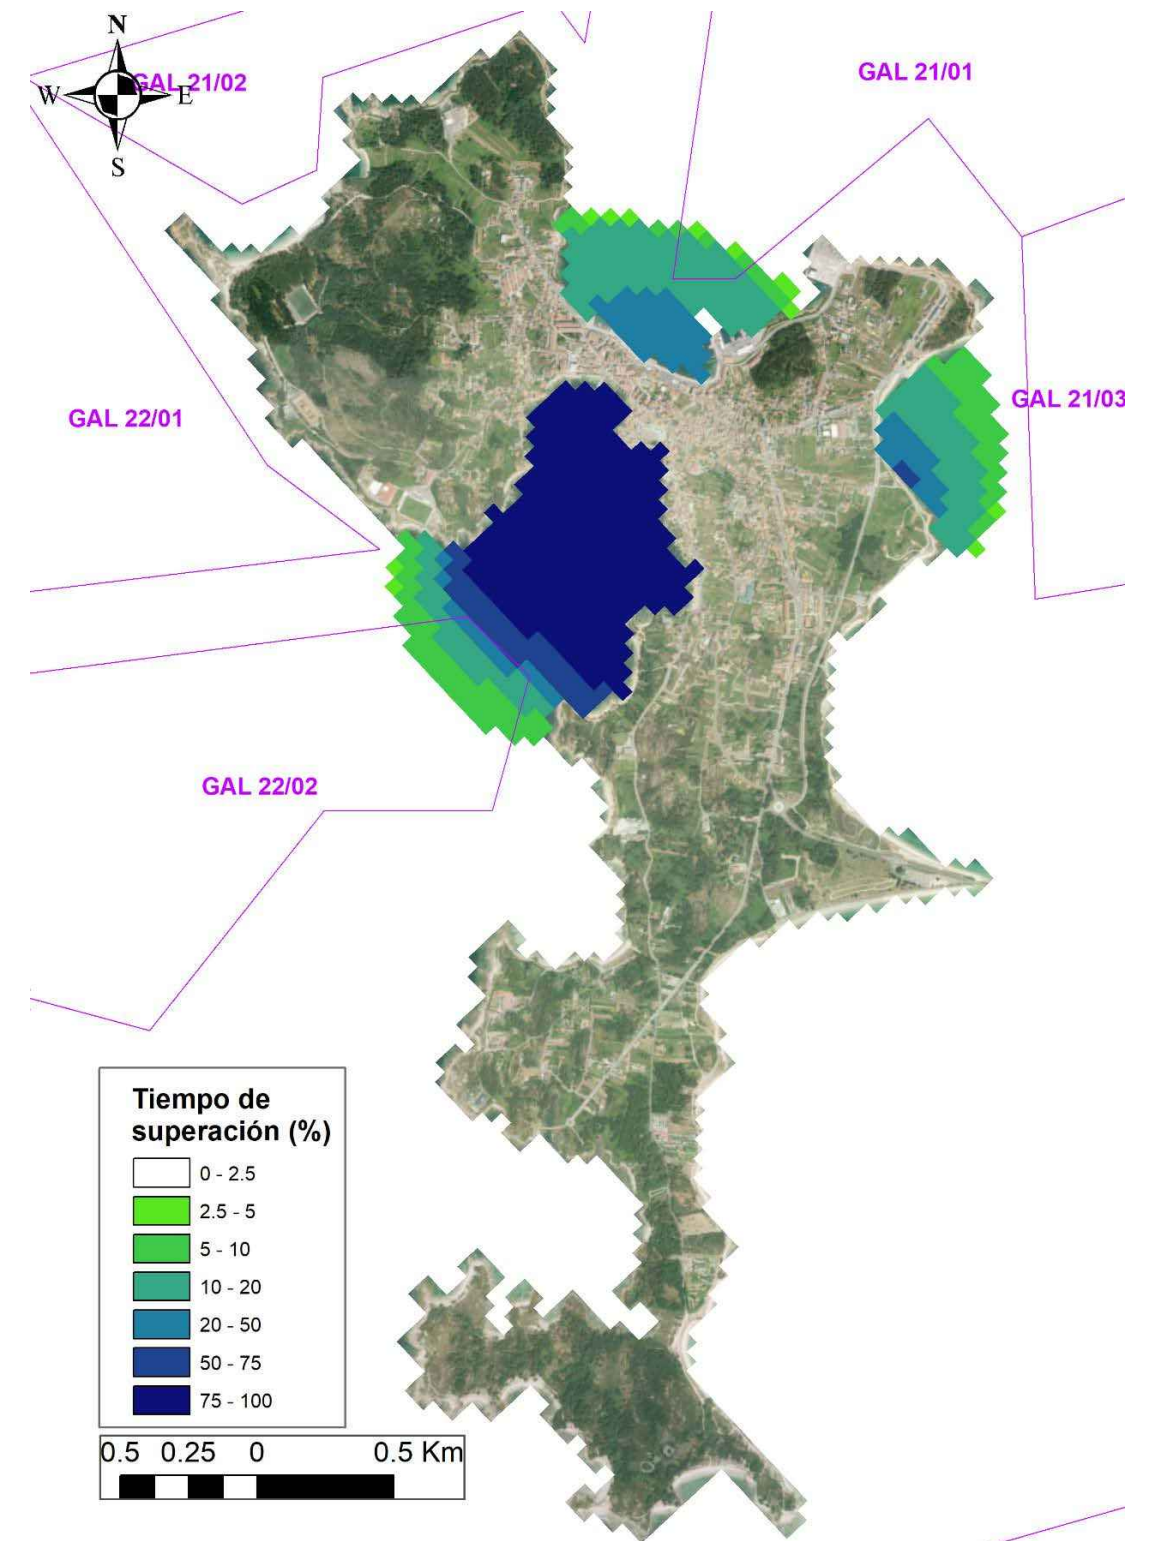 N
GAL 21/02
GAL 21/01
W
E
S
GAL 22/01
GAL 21/03
GAL 22/02
Tiempo de
superación (%)
0 - 2.5
2.5 - 5
5 - 10
10 - 20
20 - 50
50 - 75
75 - 100
0.5 0.25 0 0.5 Km